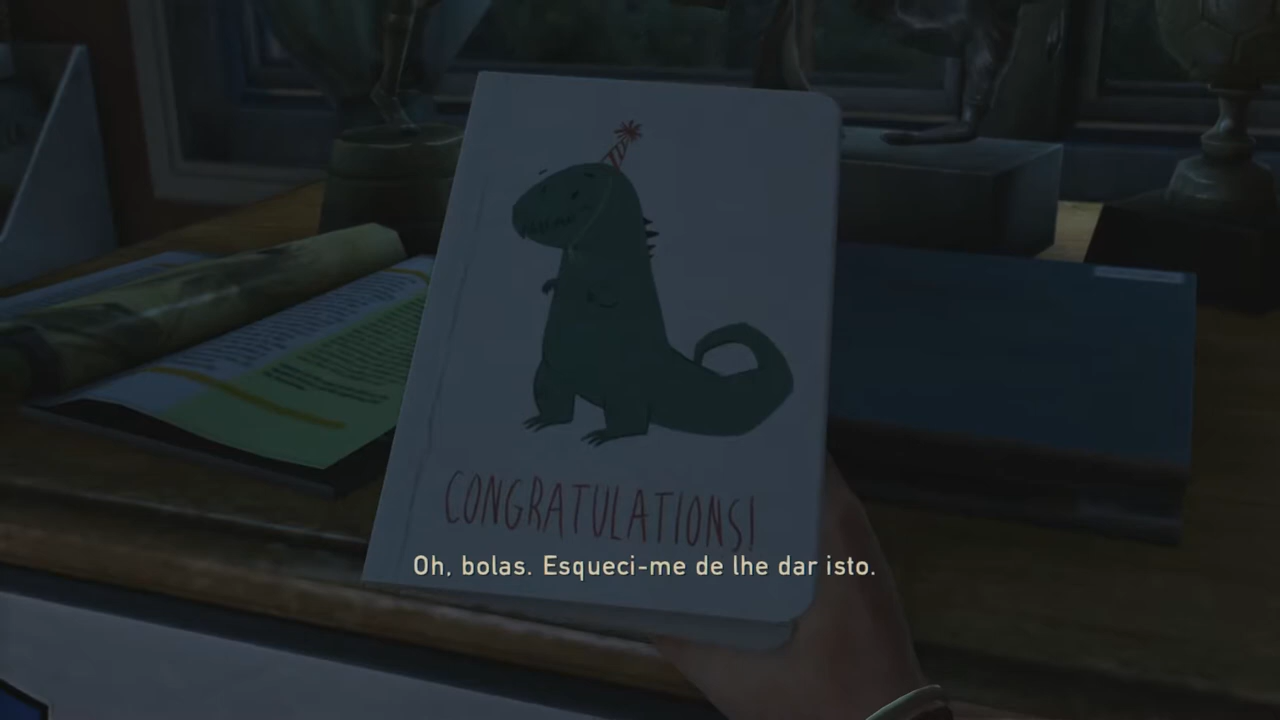 CONGRATULATIONS!
Oh, bolas. Esqueci-me de lhe dar isto.